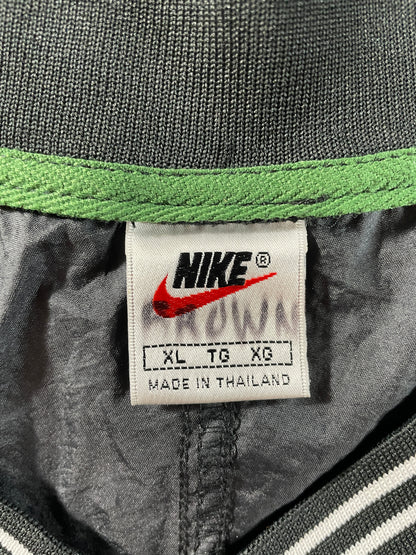 NIKE®
BROWN
XL TG XG
MADE IN THAILAND